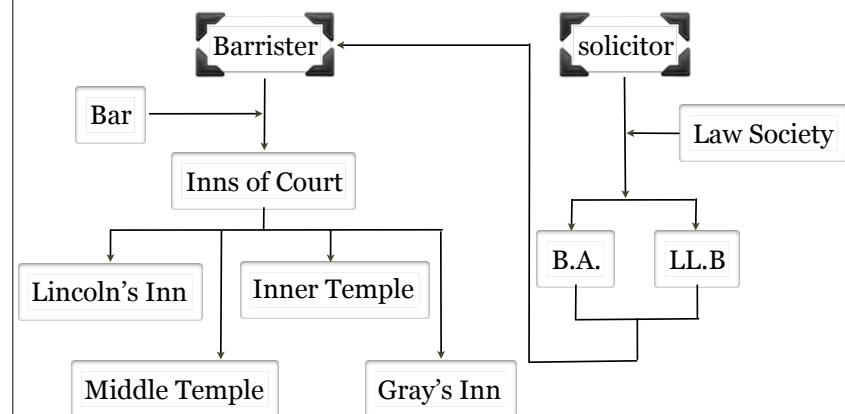 Barrister
solicitor
Bar
Law Society
Inns of Court
B.A.
LL.B
Lincoln’s Inn
Inner Temple
Middle Temple
Gray’s Inn